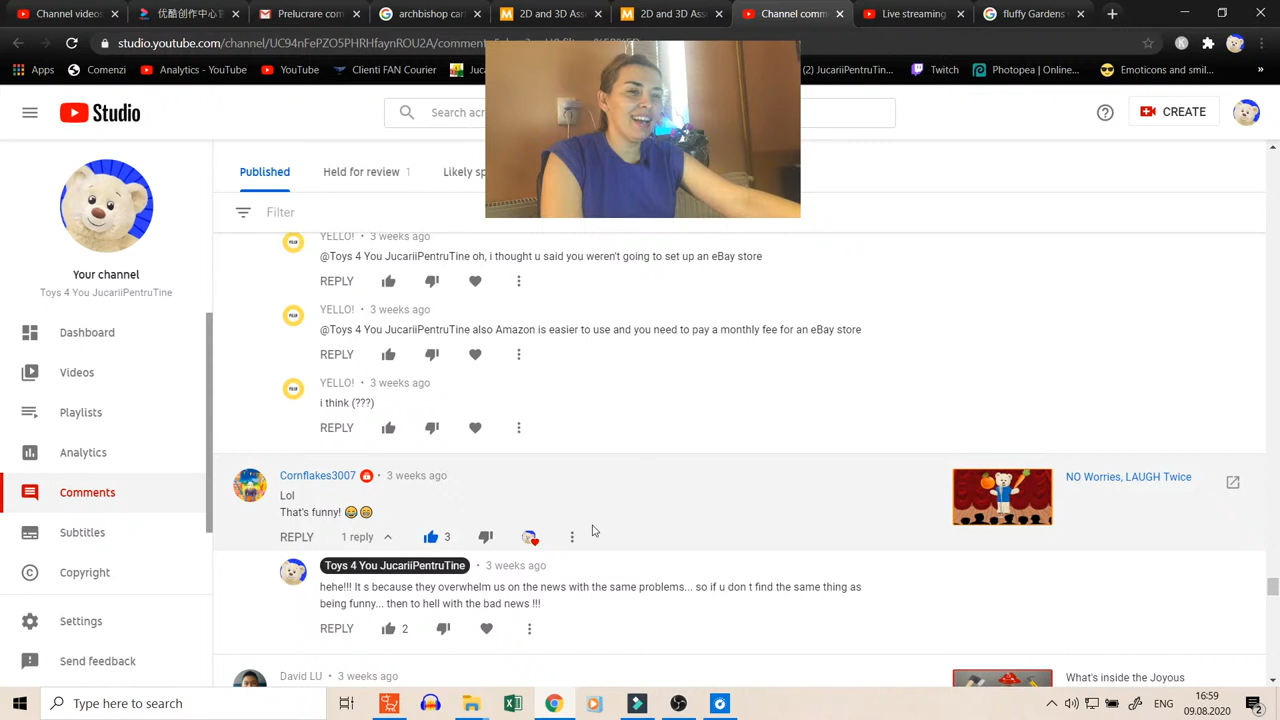 Youtube Channel
优酷创作中心
Prelucrare com
archbishop car
2D and 3D Asse
2D and 3D Asse
Channel comm
Live streaming
fluffy Gardens
studio.youtube.com/channel/UC94nFePZO5PHRHfaynROU2A/commen
Apps
Comenzi
Analytics - YouTube
YouTube
Clienti FAN Courier
(2) JucariiPentruTin...
Twitch
Photopea | Online...
Emoticons and smil...
»
Studio
Search acr
CREATE
Published
Held for review 1
Likely sp
Filter
Your channel
Toys 4 You JucariiPentruTine
Dashboard
Videos
Playlists
Analytics
Comments
Subtitles
Copyright
Settings
Send feedback
YELLO! • 3 weeks ago
@Toys 4 You JucariiPentruTine oh, i thought u said you weren't going to set up an eBay store
REPLY
YELLO! • 3 weeks ago
@Toys 4 You JucariiPentruTine also Amazon is easier to use and you need to pay a monthly fee for an eBay store
REPLY
YELLO! • 3 weeks ago
i think (???)
REPLY
Cornflakes3007 • 3 weeks ago
Lol
That's funny! 😂😄
REPLY 1 reply 3
NO Worries, LAUGH Twice
Toys 4 You JucariiPentruTine • 3 weeks ago
hehe!!! It s because they overwhelm us on the news with the same problems... so if u don t find the same thing as
being funny... then to hell with the bad news !!!
REPLY 2
David LU • 3 weeks ago
What's inside the Joyous
Type here to search
ENG
16:59
09.08.2020
2